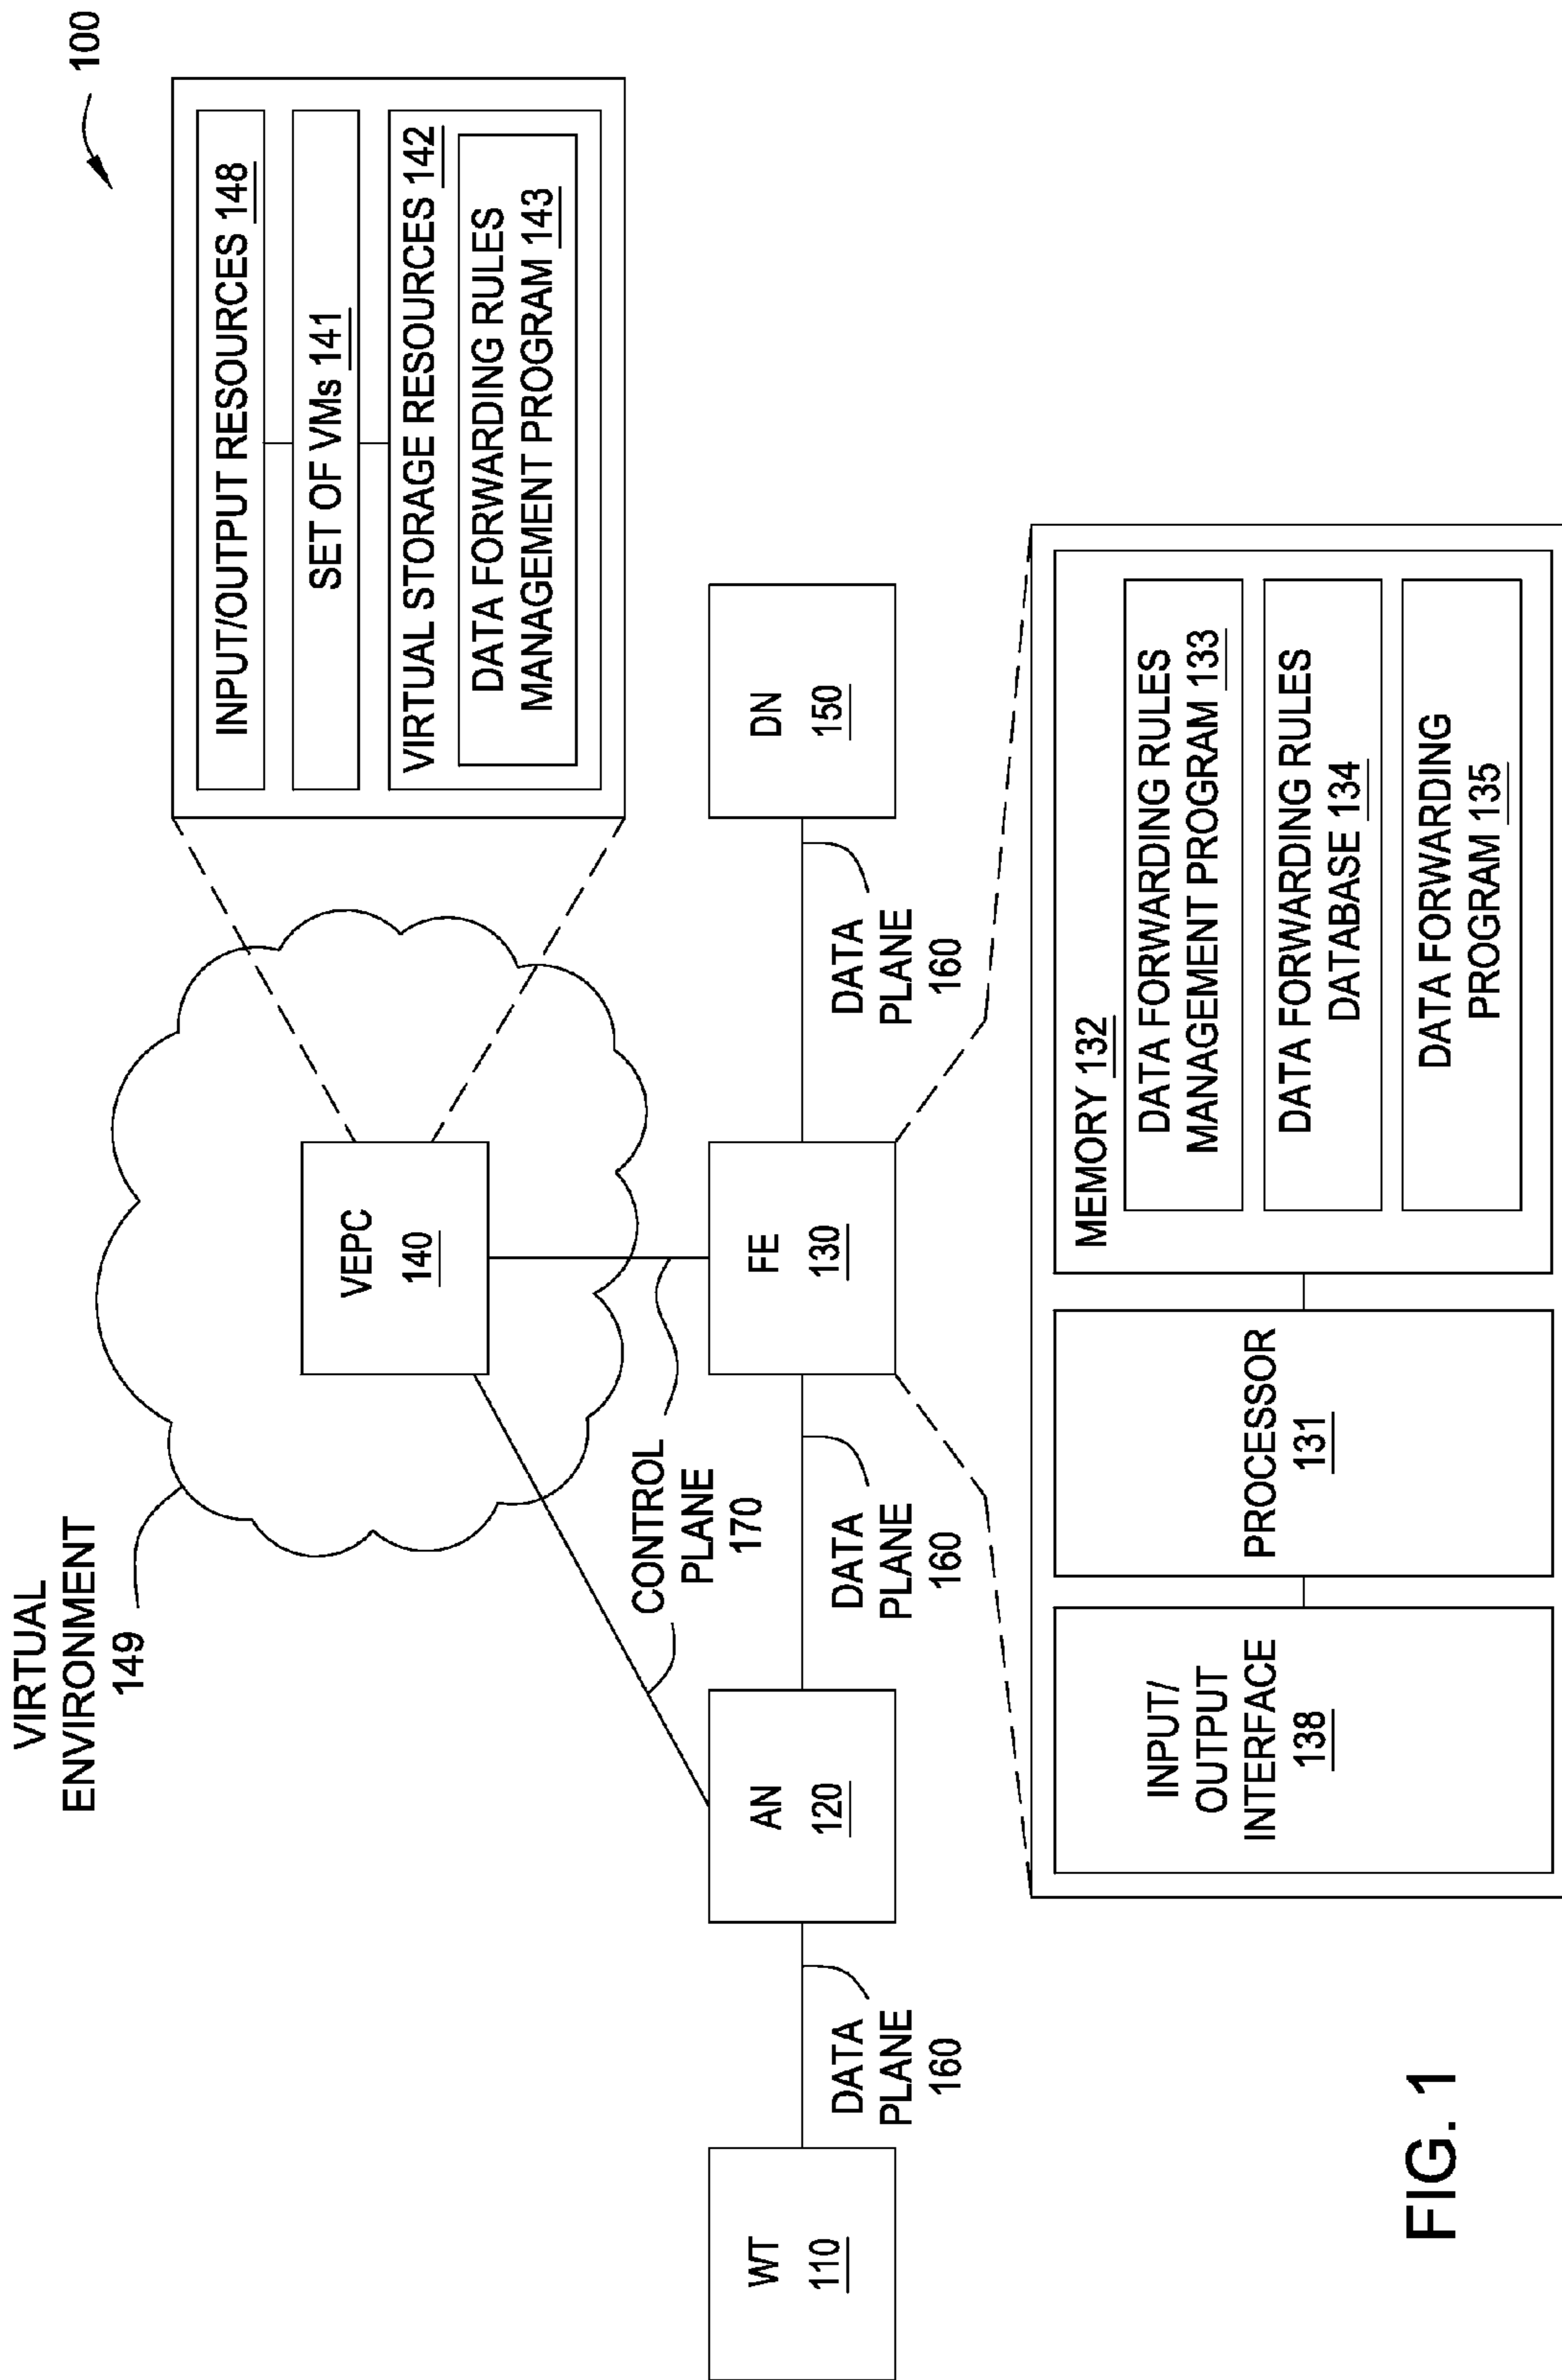 100
VIRTUAL
ENVIRONMENT
149
INPUT/OUTPUT RESOURCES 148
SET OF VMs 141
VIRTUAL STORAGE RESOURCES 142
DATA FORWARDING RULES
MANAGEMENT PROGRAM 143
VEPC
140
CONTROL
PLANE
170
WT
110
DATA
PLANE
160
AN
120
DATA
PLANE
160
FE
130
DATA
PLANE
160
DN
150
INPUT/
OUTPUT
INTERFACE
138
PROCESSOR
131
MEMORY 132
DATA FORWARDING RULES
MANAGEMENT PROGRAM 133
DATA FORWARDING RULES
DATABASE 134
DATA FORWARDING
PROGRAM 135
FIG. 1